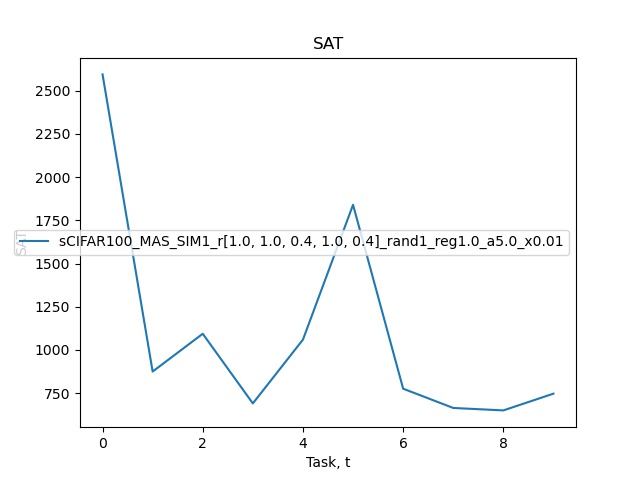 SAT
2500
2250
2000
1750
SAT
sCIFAR100_MAS_SIM1_r[1.0, 1.0, 0.4, 1.0, 0.4]_rand1_reg1.0_a5.0_x0.01
1500
1250
1000
750
0 2 4 6 8
Task, t